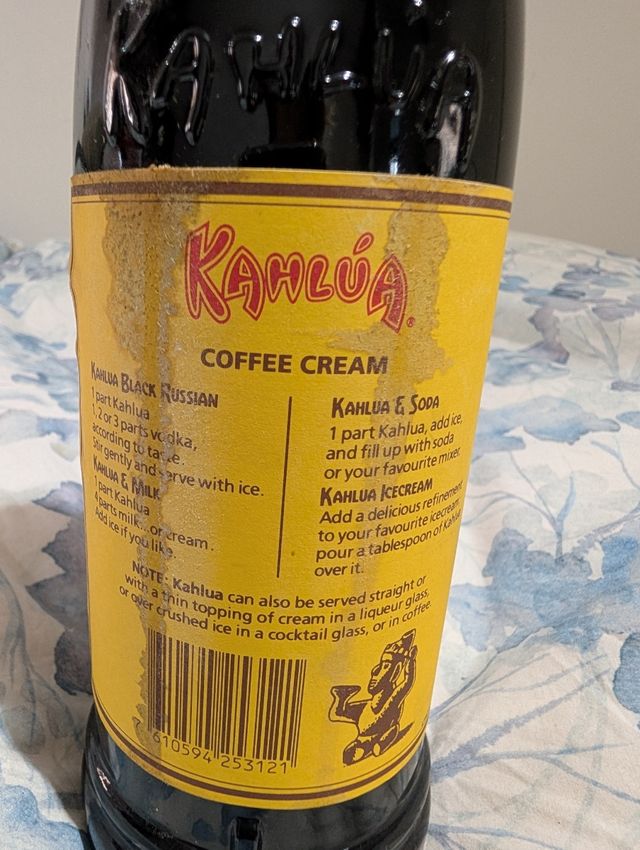 KAHLUA
KAHLÚA®
COFFEE CREAM
KAHLUA BLACK RUSSIAN
1 part Kahlua
1, 2 or 3 parts vodka,
according to taste.
Stir gently and serve with ice.
KAHLUA & MILK
1 part Kahlua
4 parts milk... or cream.
Add ice if you like.
KAHLUA & SODA
1 part Kahlua, add ice,
and fill up with soda
or your favourite mixer.
KAHLUA ICECREAM
Add a delicious refinement
to your favourite icecream,
pour a tablespoon of Kahlua
over it.
NOTE: Kahlua can also be served straight or
with a thin topping of cream in a liqueur glass,
or over crushed ice in a cocktail glass, or in coffee.
610594 253121